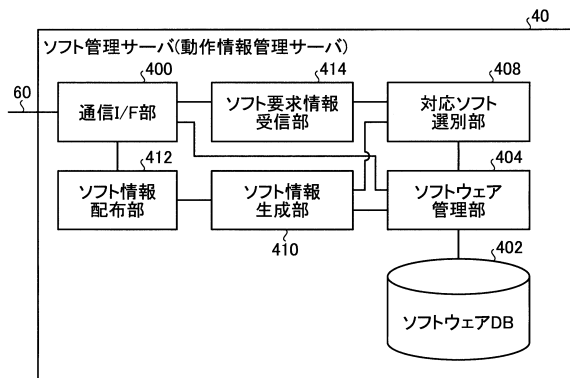 40
ソフト管理サーバ(動作情報管理サーバ)
60
400
通信I/F部
414
ソフト要求情報
受信部
408
対応ソフト
選別部
412
ソフト情報
配布部
ソフト情報
生成部
410
404
ソフトウェア
管理部
402
ソフトウェアDB